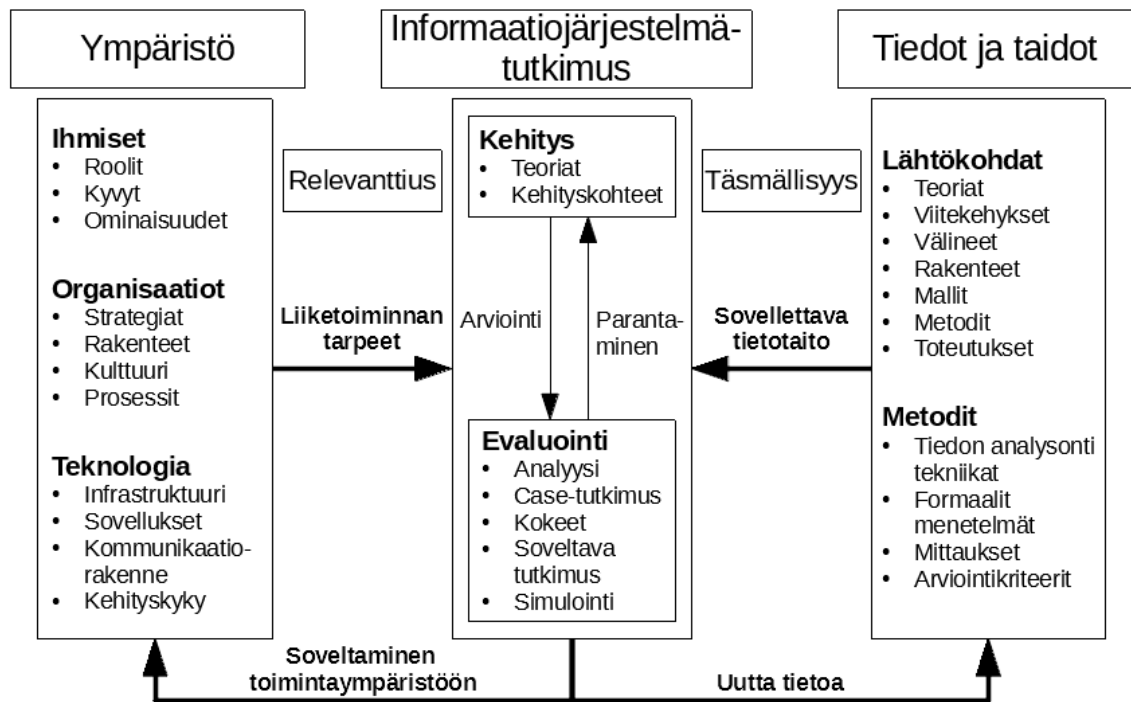 Ympäristö
Informaatiojärjestelmä-
tutkimus
Tiedot ja taidot
Ihmiset
• Roolit
• Kyvyt
• Ominaisuudet
Organisaatiot
• Strategiat
• Rakenteet
• Kulttuuri
• Prosessit
Teknologia
• Infrastruktuuri
• Sovellukset
• Kommunikaatio-
rakenne
• Kehityskyky
Relevanttius
Liiketoiminnan
tarpeet
Kehitys
• Teoriat
• Kehityskohteet
Arviointi
Paranta-
minen
Evaluointi
• Analyysi
• Case-tutkimus
• Kokeet
• Soveltava
tutkimus
• Simulointi
Täsmällisyys
Sovellettava
tietotaito
Lähtökohdat
• Teoriat
• Viitekehykset
• Välineet
• Rakenteet
• Mallit
• Metodit
• Toteutukset
Metodit
• Tiedon analysonti
tekniikat
• Formaalit
menetelmät
• Mittaukset
• Arviointikriteerit
Soveltaminen
toimintaympäristöön
Uutta tietoa